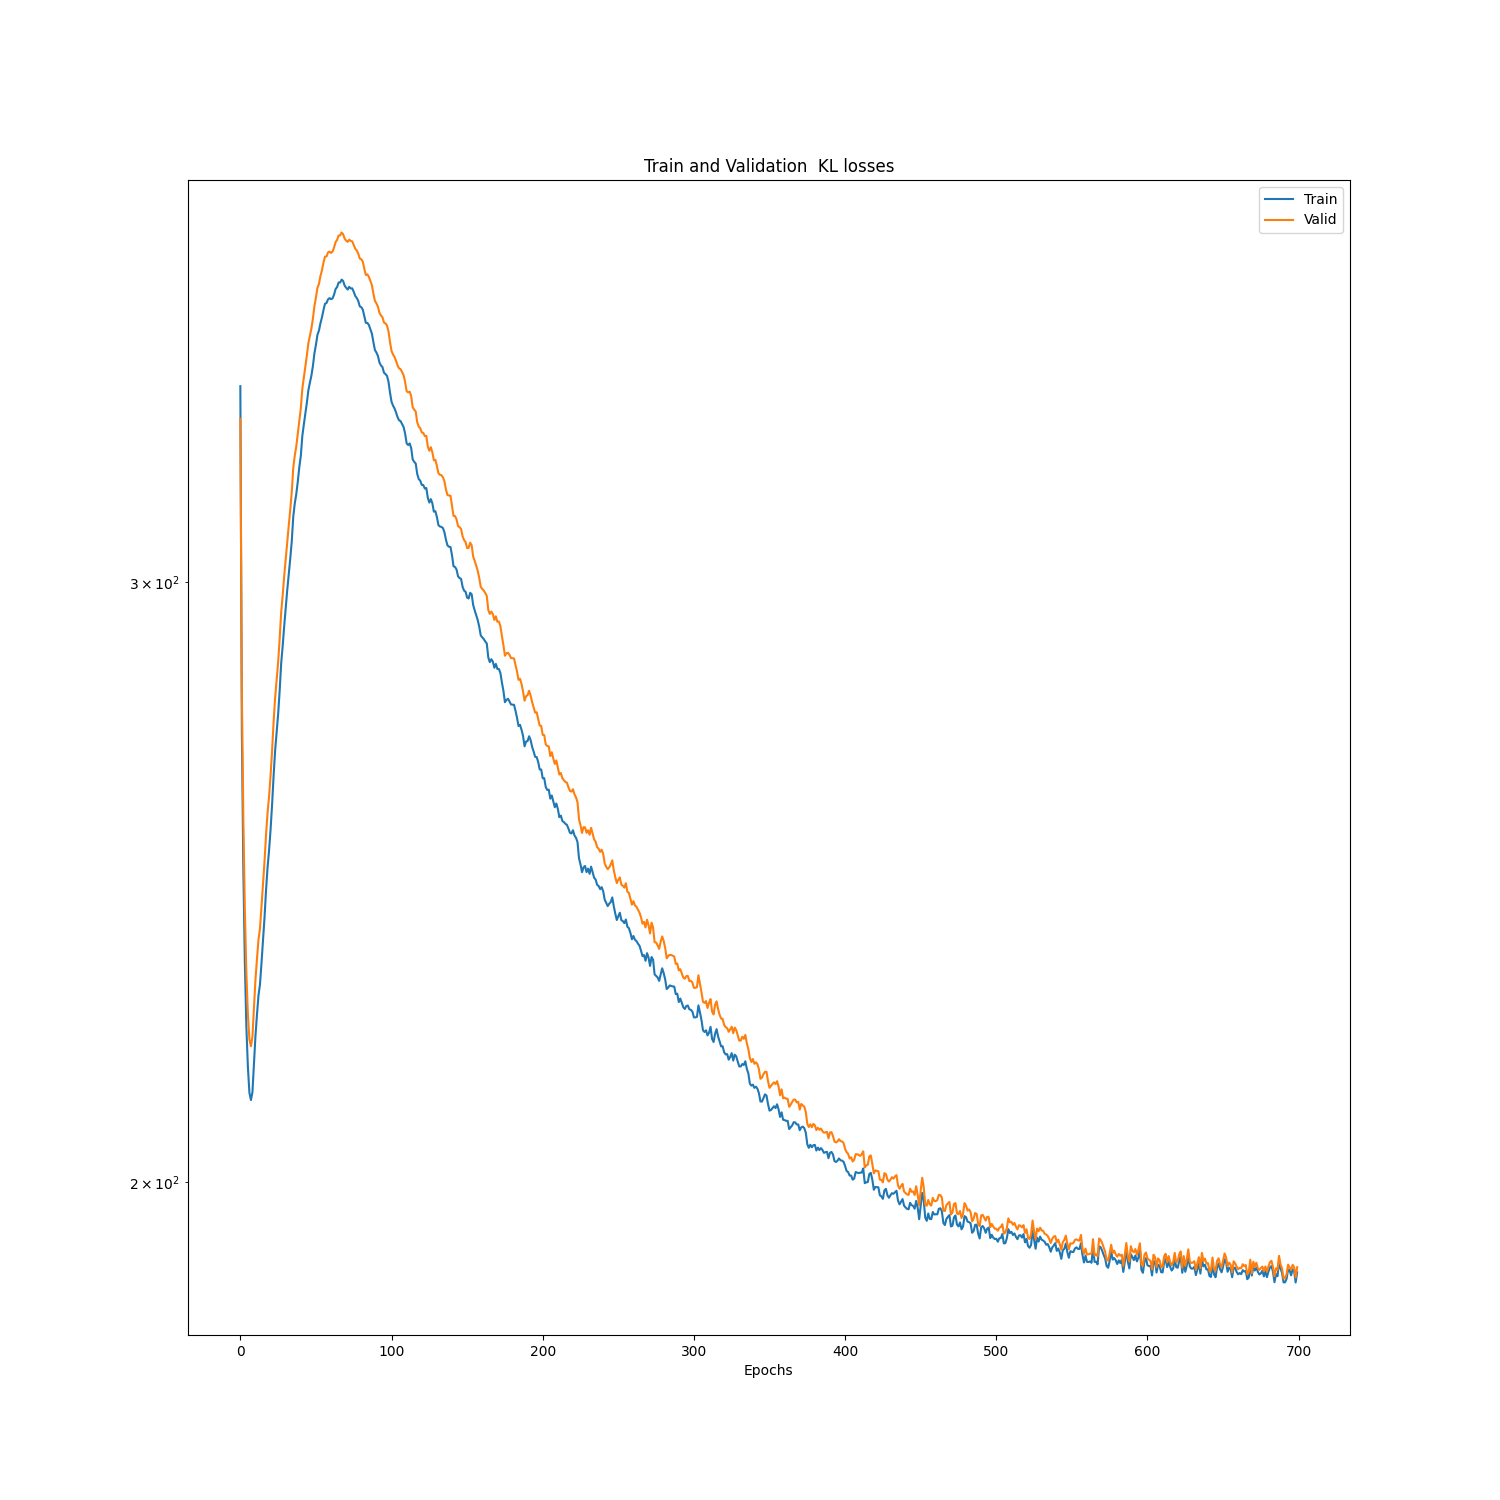 Train and Validation  KL losses
Train
Valid
3 × 10²
2 × 10²
0 100 200 300 400 500 600 700
Epochs